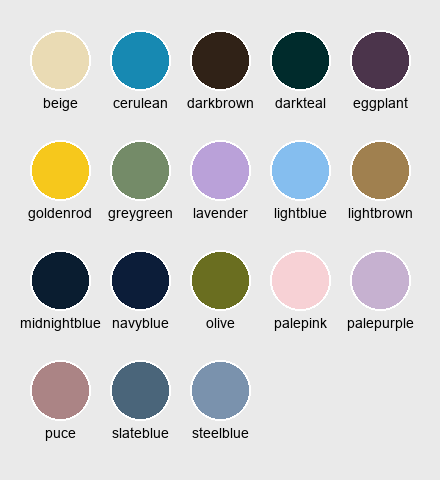 beige cerulean darkbrown darkteal eggplant
goldenrod greygreen lavender lightblue lightbrown
midnightblue navyblue olive palepink palepurple
puce slateblue steelblue